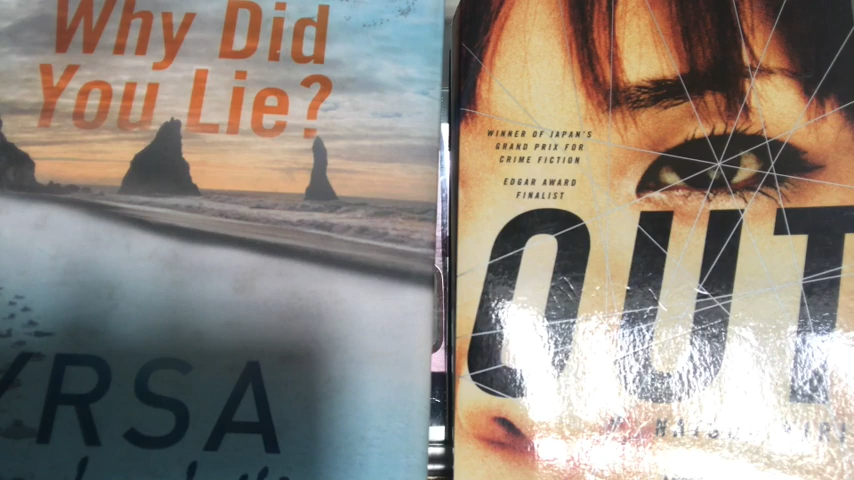 Why Did
You Lie?
YRSA
WINNER OF JAPAN'S
GRAND PRIX FOR
CRIME FICTION
EDGAR AWARD
FINALIST
OUT